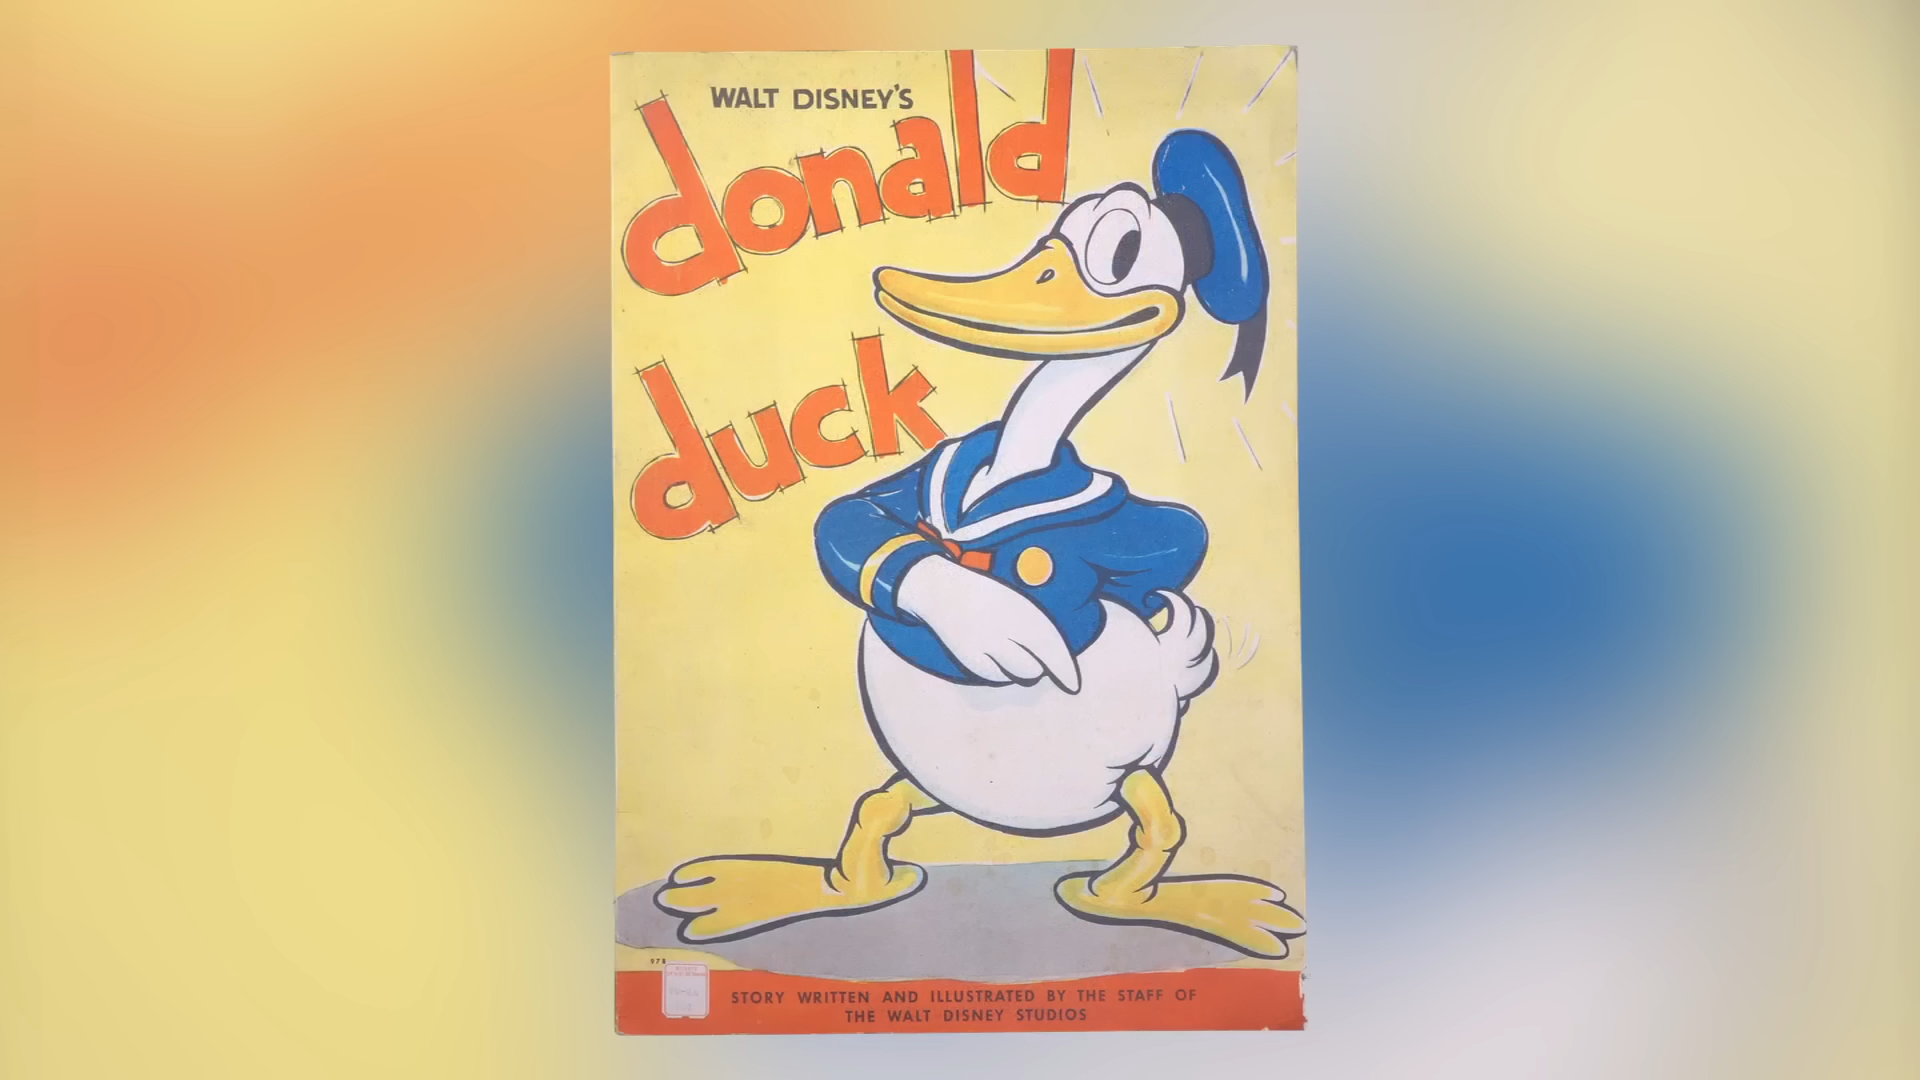 WALT DISNEY'S
donald
duck
978
STORY WRITTEN AND ILLUSTRATED BY THE STAFF OF
THE WALT DISNEY STUDIOS